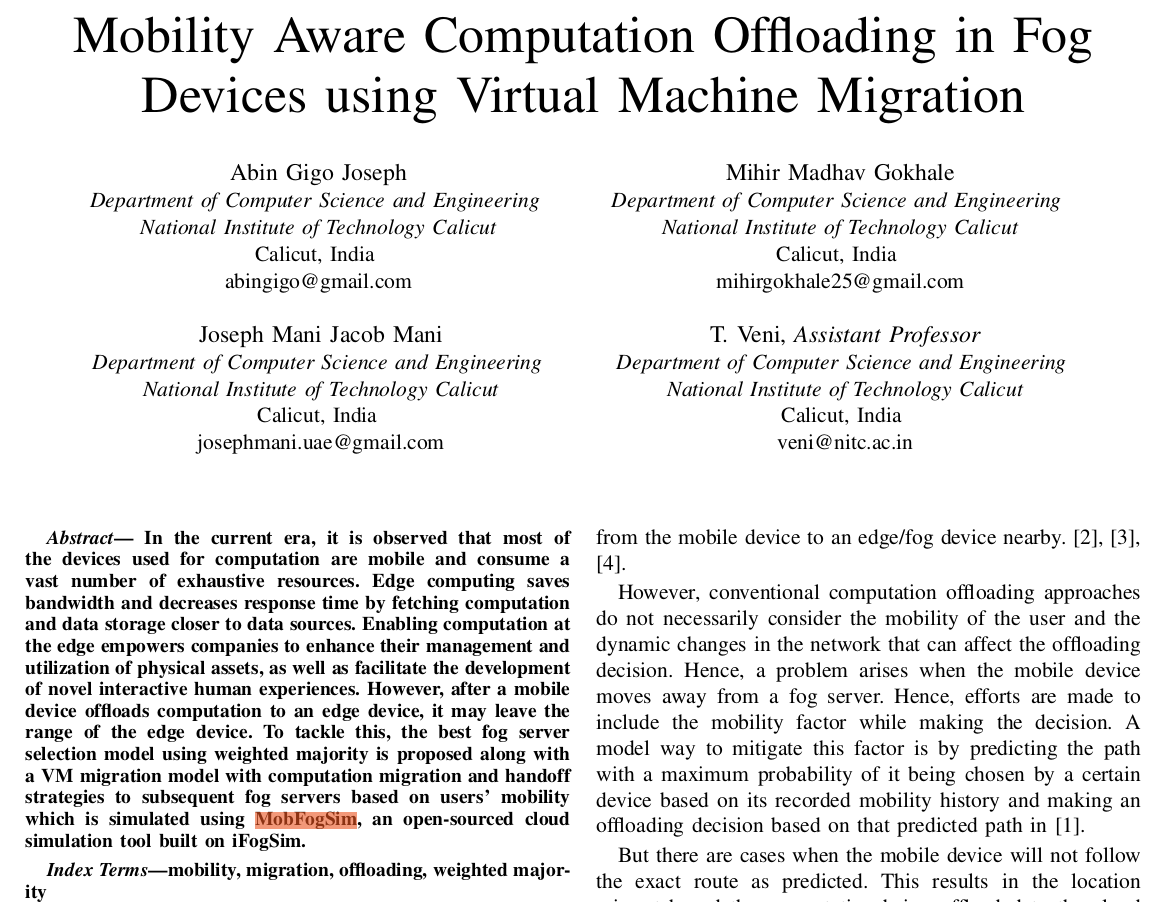 Mobility Aware Computation Offloading in Fog
Devices using Virtual Machine Migration
Abin Gigo Joseph
Department of Computer Science and Engineering
National Institute of Technology Calicut
Calicut, India
abingigo@gmail.com
Mihir Madhav Gokhale
Department of Computer Science and Engineering
National Institute of Technology Calicut
Calicut, India
mihirgokhale25@gmail.com
Joseph Mani Jacob Mani
Department of Computer Science and Engineering
National Institute of Technology Calicut
Calicut, India
josephmani.uae@gmail.com
T. Veni, Assistant Professor
Department of Computer Science and Engineering
National Institute of Technology Calicut
Calicut, India
veni@nitc.ac.in
Abstract— In the current era, it is observed that most of
the devices used for computation are mobile and consume a
vast number of exhaustive resources. Edge computing saves
bandwidth and decreases response time by fetching computation
and data storage closer to data sources. Enabling computation at
the edge empowers companies to enhance their management and
utilization of physical assets, as well as facilitate the development
of novel interactive human experiences. However, after a mobile
device offloads computation to an edge device, it may leave the
range of the edge device. To tackle this, the best fog server
selection model using weighted majority is proposed along with
a VM migration model with computation migration and handoff
strategies to subsequent fog servers based on users' mobility
which is simulated using MobFogSim, an open-sourced cloud
simulation tool built on iFogSim.
Index Terms—mobility, migration, offloading, weighted major-
ity
from the mobile device to an edge/fog device nearby. [2], [3],
[4].
However, conventional computation offloading approaches
do not necessarily consider the mobility of the user and the
dynamic changes in the network that can affect the offloading
decision. Hence, a problem arises when the mobile device
moves away from a fog server. Hence, efforts are made to
include the mobility factor while making the decision. A
model way to mitigate this factor is by predicting the path
with a maximum probability of it being chosen by a certain
device based on its recorded mobility history and making an
offloading decision based on that predicted path in [1].
But there are cases when the mobile device will not follow
the exact route as predicted. This results in the location